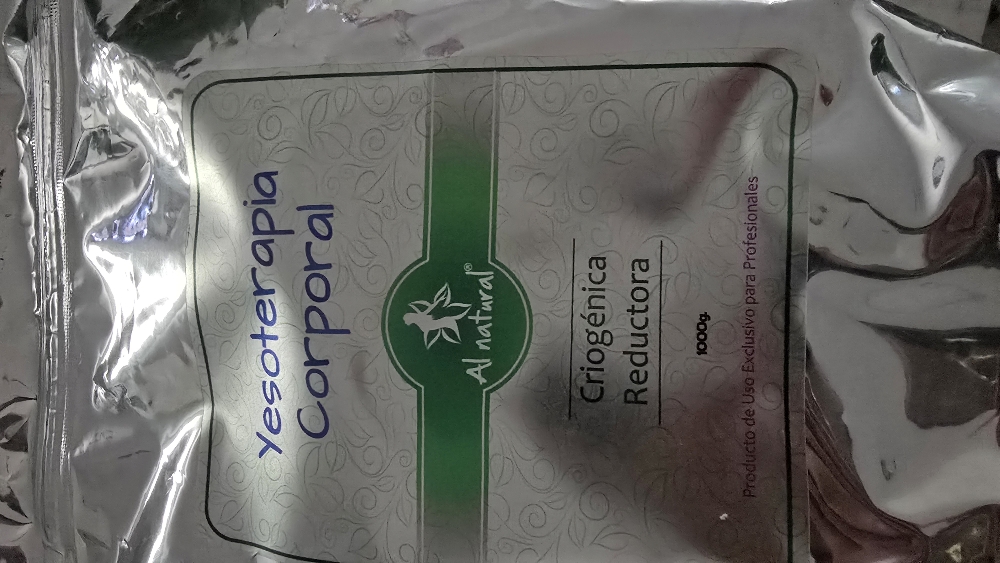 Yesoterapia
Corporal
Al natural®
Criogénica
Reductora
1000g.
Producto de Uso Exclusivo para Profesionales